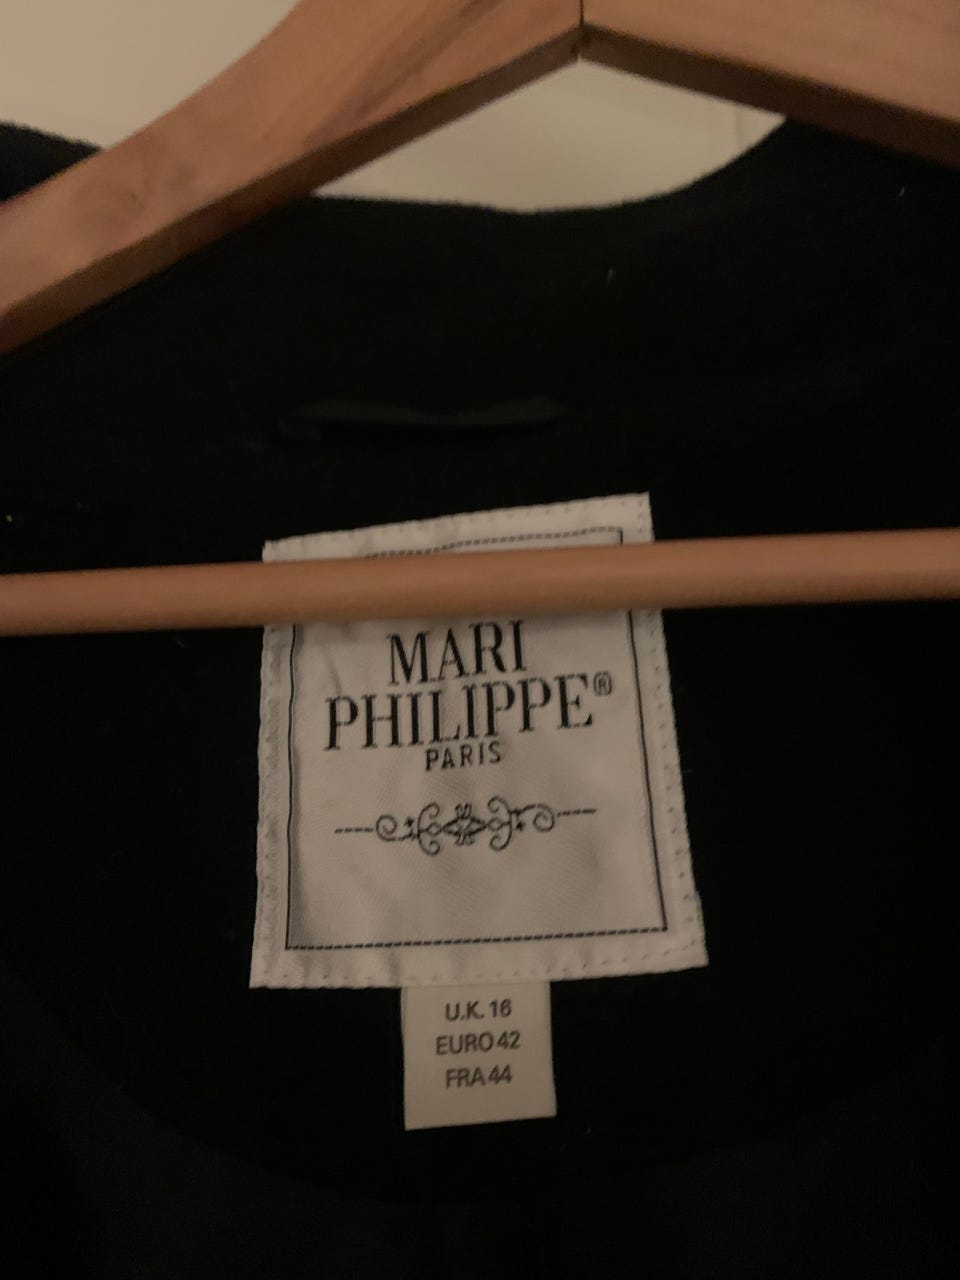 MARI
PHILIPPE®
PARIS
U.K. 16
EURO 42
FRA 44